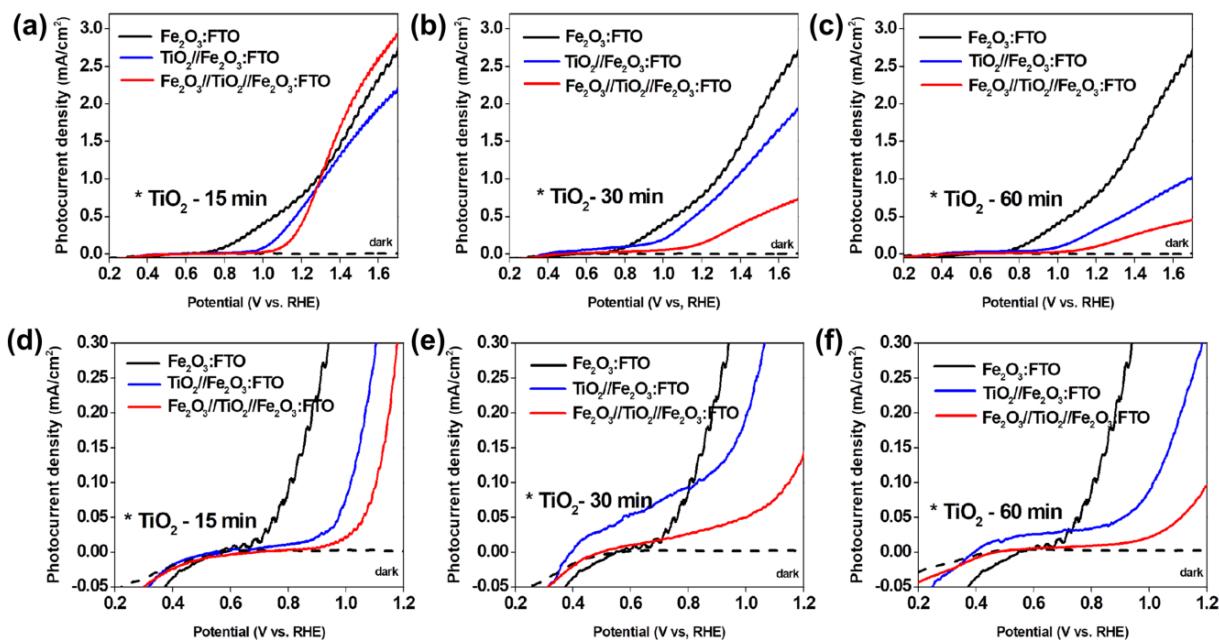 (a)
3.0
2.5
2.0
1.5
1.0
0.5
0.0
Photocurrent density (mA/cm²)
Fe₂O₃:FTO
TiO₂//Fe₂O₃:FTO
Fe₂O₃//TiO₂//Fe₂O₃:FTO
* TiO₂ - 15 min
dark
0.2 0.4 0.6 0.8 1.0 1.2 1.4 1.6
Potential (V vs. RHE)
(b)
3.0
2.5
2.0
1.5
1.0
0.5
0.0
Photocurrent density (mA/cm²)
Fe₂O₃:FTO
TiO₂//Fe₂O₃:FTO
Fe₂O₃//TiO₂//Fe₂O₃:FTO
* TiO₂- 30 min
dark
0.2 0.4 0.6 0.8 1.0 1.2 1.4 1.6
Potential (V vs, RHE)
(c)
3.0
2.5
2.0
1.5
1.0
0.5
0.0
Photocurrent density (mA/cm²)
Fe₂O₃:FTO
TiO₂//Fe₂O₃:FTO
Fe₂O₃//TiO₂//Fe₂O₃:FTO
* TiO₂ - 60 min
dark
0.2 0.4 0.6 0.8 1.0 1.2 1.4 1.6
Potential (V vs. RHE)
(d)
0.30
0.25
0.20
0.15
0.10
0.05
0.00
-0.05
Photocurrent density (mA/cm²)
Fe₂O₃:FTO
TiO₂//Fe₂O₃:FTO
Fe₂O₃//TiO₂//Fe₂O₃:FTO
* TiO₂ - 15 min
dark
0.2 0.4 0.6 0.8 1.0 1.2
Potential (V vs. RHE)
(e)
0.30
0.25
0.20
0.15
0.10
0.05
0.00
-0.05
Photocurrent density (mA/cm²)
Fe₂O₃:FTO
TiO₂//Fe₂O₃:FTO
Fe₂O₃//TiO₂//Fe₂O₃:FTO
* TiO₂- 30 min
dark
0.2 0.4 0.6 0.8 1.0 1.2
Potential (V vs, RHE)
(f)
0.30
0.25
0.20
0.15
0.10
0.05
0.00
-0.05
Photocurrent density (mA/cm²)
Fe₂O₃:FTO
TiO₂//Fe₂O₃:FTO
Fe₂O₃//TiO₂//Fe₂O₃:FTO
* TiO₂ - 60 min
dark
0.2 0.4 0.6 0.8 1.0 1.2
Potential (V vs. RHE)